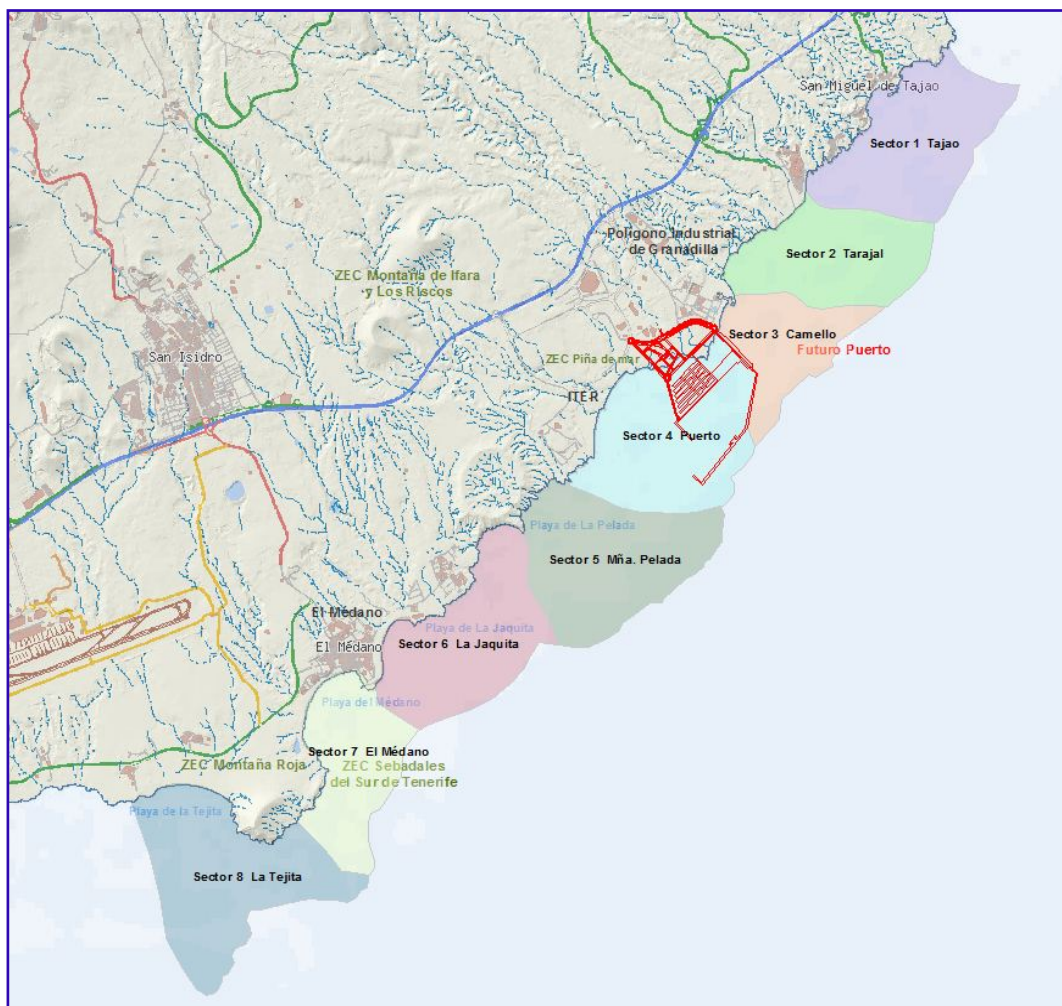 San Miguel de Tajao
Sector 1 Tajao
Polígono Industrial
de Granadilla
Sector 2 Tarajal
ZEC Montaña de Ifara
y Los Riscos
Sector 3 Camello
Futuro Puerto
San Isidro
ZEC Piña de mar
ITER
Sector 4 Puerto
Playa de La Pelada
Sector 5 Mña. Pelada
El Médano
Playa de La Jaquita
El Médano
Sector 6 La Jaquita
Playa del Médano
Sector 7 El Médano
ZEC Montaña Roja
ZEC Sebadales
del Sur de Tenerife
Playa de la Tejita
Sector 8 La Tejita